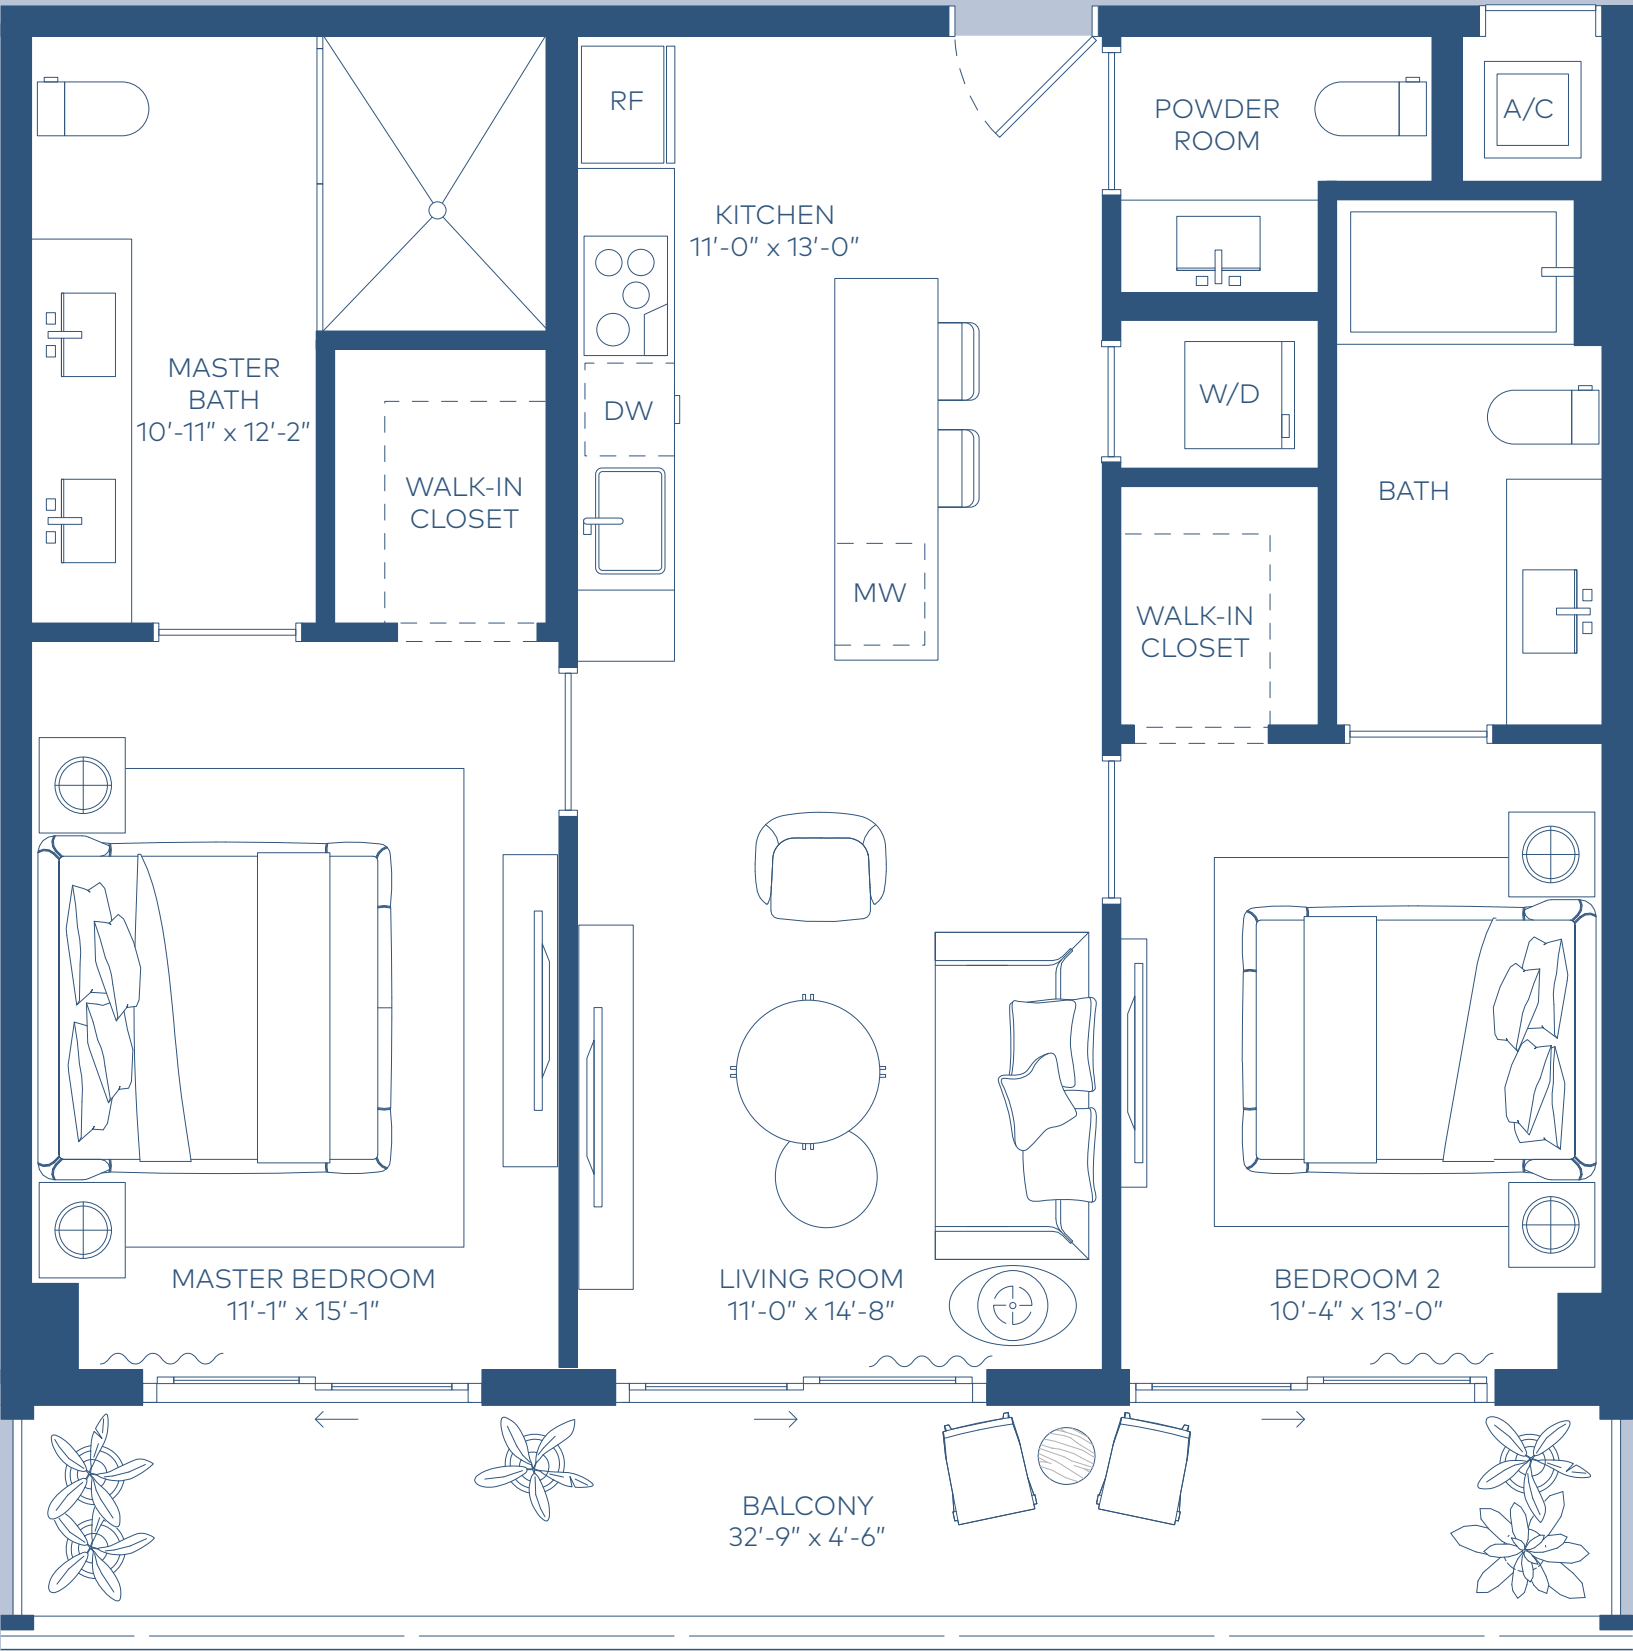 RF
POWDER
ROOM
A/C
KITCHEN
11'-0" x 13'-0"
MASTER
BATH
10'-11" x 12'-2"
DW
W/D
WALK-IN
CLOSET
BATH
MW
WALK-IN
CLOSET
MASTER BEDROOM
11'-1" x 15'-1"
LIVING ROOM
11'-0" x 14'-8"
BEDROOM 2
10'-4" x 13'-0"
BALCONY
32'-9" x 4'-6"